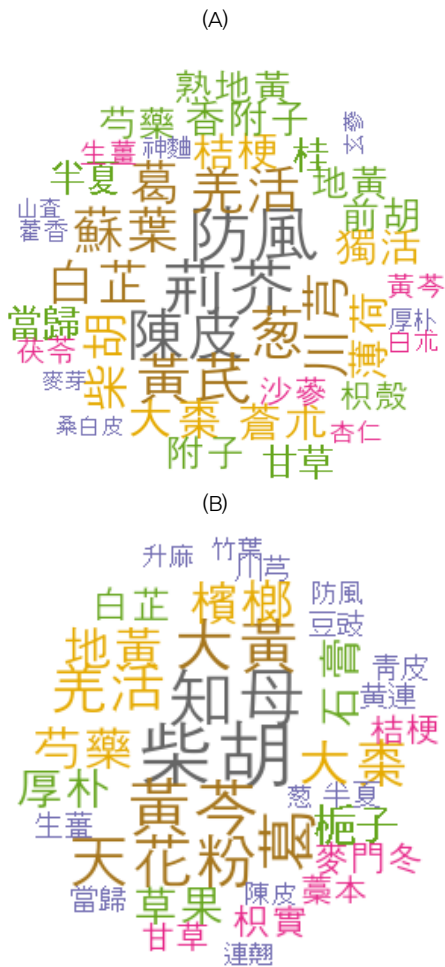 (A)
熟地黃
芍藥 香附子
生薑 神麯 桔梗 桂 玄蔘
半夏 葛 羌活 地黃
山査 蘇葉 防風 前胡
藿香 獨活
白芷 荊芥 川芎 黃芩
當歸 陳皮 葱 薄荷 厚朴
茯苓 柴胡 白朮
麥芽 黃芪 沙蔘 枳殼
桑白皮 大棗 蒼朮 杏仁
附子 甘草
(B)
升麻 竹葉
川芎
白芷 檳榔 防風
豆豉
地黃 大黃 石膏 靑皮
羌活 知母 黃連
芍藥 柴胡 大棗 桔梗
厚朴 黃芩 葱 半夏
生薑 葛 梔子
天花粉 麥門冬
當歸 草果 陳皮 藁本
甘草 枳實
連翹